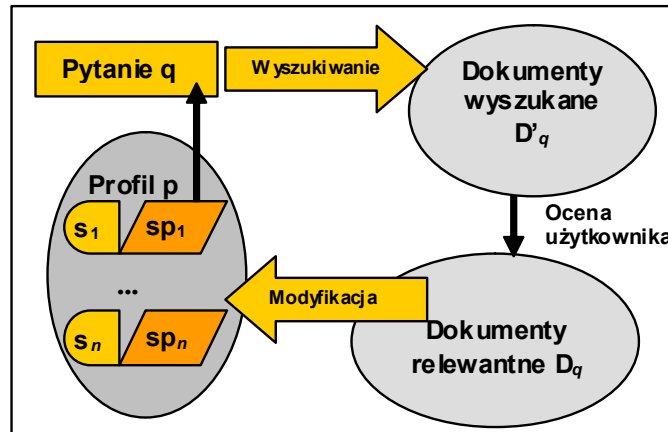 Pytanie q
Wyszukiwanie
Dokumenty
wyszukane
D'q
Profil p
s1 sp1
...
sn spn
Ocena
użytkownika
Modyfikacja
Dokumenty
relewantne Dq